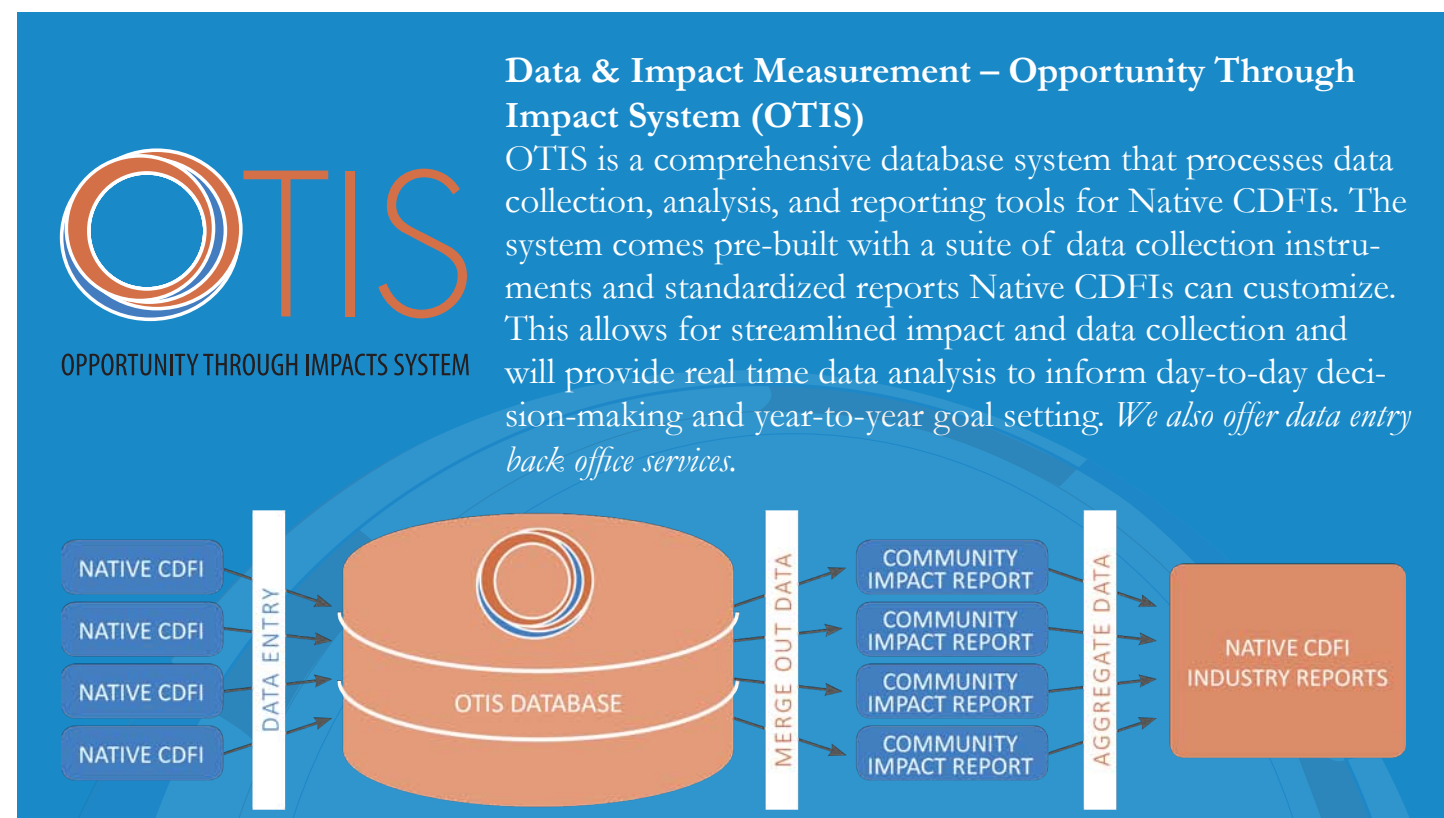 OTIS
OPPORTUNITY THROUGH IMPACTS SYSTEM
Data & Impact Measurement – Opportunity Through
Impact System (OTIS)
OTIS is a comprehensive database system that processes data
collection, analysis, and reporting tools for Native CDFIs. The
system comes pre-built with a suite of data collection instru-
ments and standardized reports Native CDFIs can customize.
This allows for streamlined impact and data collection and
will provide real time data analysis to inform day-to-day deci-
sion-making and year-to-year goal setting. We also offer data entry
back office services.
NATIVE CDFI
NATIVE CDFI
NATIVE CDFI
NATIVE CDFI
DATA ENTRY
OTIS DATABASE
MERGE OUT DATA
COMMUNITY
IMPACT REPORT
COMMUNITY
IMPACT REPORT
COMMUNITY
IMPACT REPORT
COMMUNITY
IMPACT REPORT
AGGREGATE DATA
NATIVE CDFI
INDUSTRY REPORTS